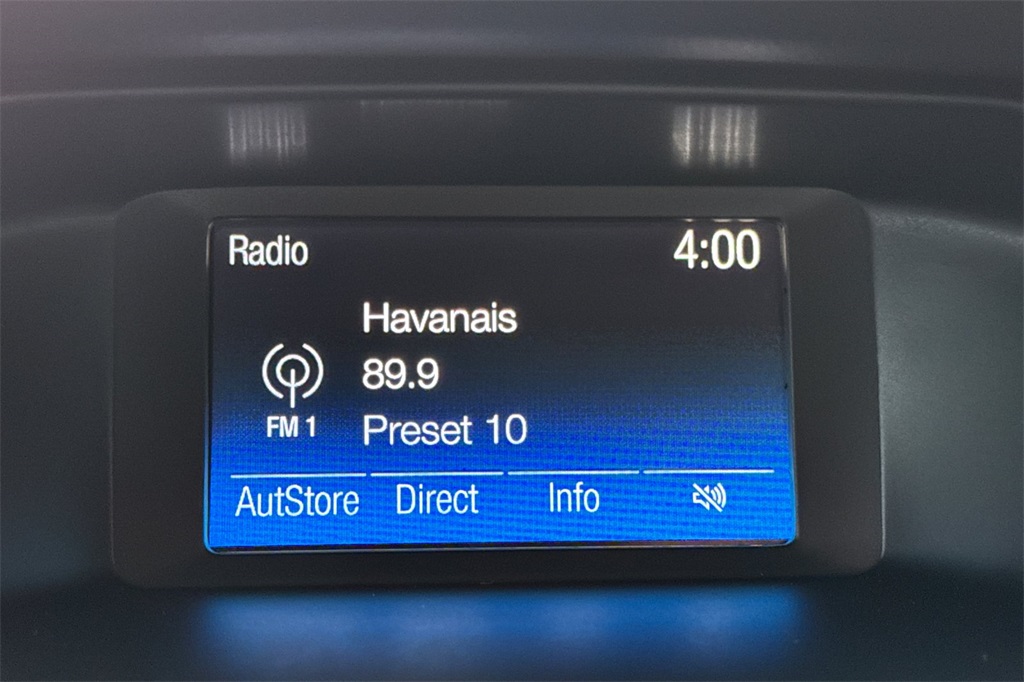 Radio 4:00
Havanais
89.9
FM 1 Preset 10
AutStore Direct Info